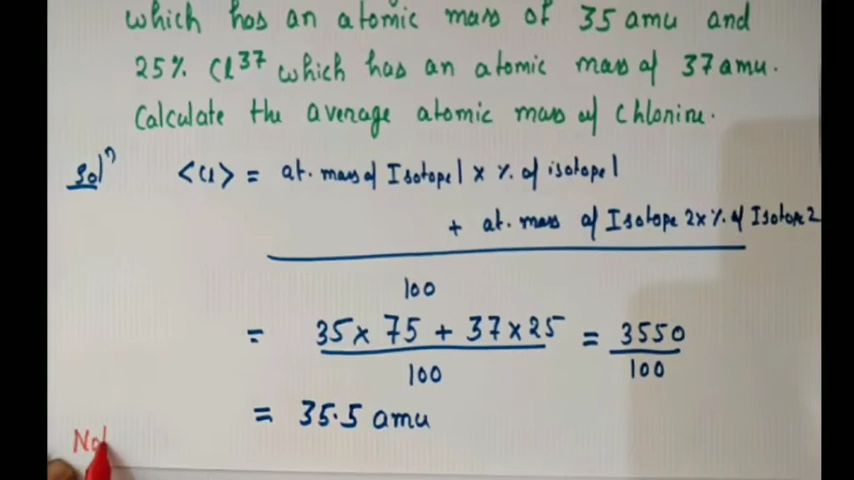 which has an atomic mass of 35 amu and
25% Cl³⁷ which has an atomic mass of 37 amu.
Calculate the average atomic mass of Chlorine.
Solⁿ <Cl> = at. mass of Isotope 1 × % of isotope 1
+ at. mass of Isotope 2 × % of Isotope 2
100
= 35 × 75 + 37 × 25 = 3550
100 100
= 35.5 amu